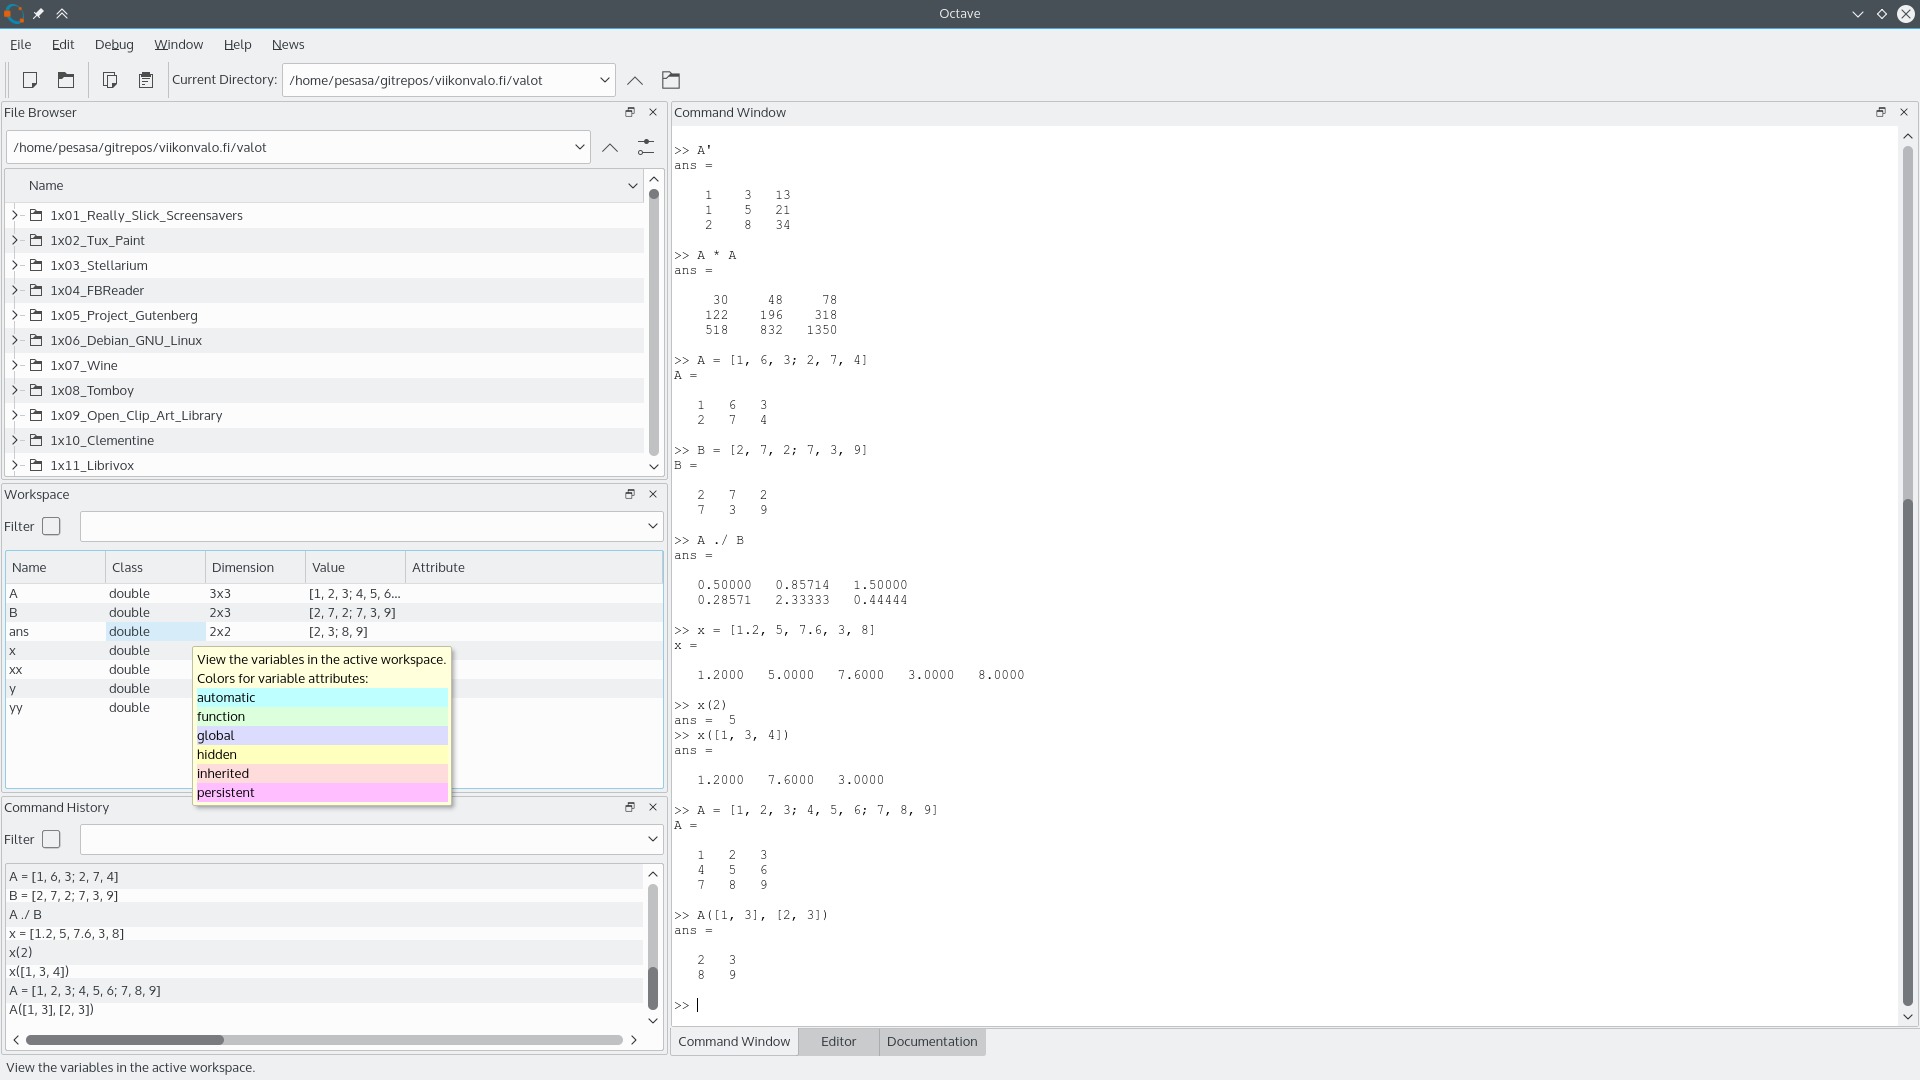 Octave
File Edit Debug Window Help News
Current Directory: /home/pesasa/gitrepos/viikonvalo.fi/valot
File Browser
/home/pesasa/gitrepos/viikonvalo.fi/valot
Name
1x01_Really_Slick_Screensavers
1x02_Tux_Paint
1x03_Stellarium
1x04_FBReader
1x05_Project_Gutenberg
1x06_Debian_GNU_Linux
1x07_Wine
1x08_Tomboy
1x09_Open_Clip_Art_Library
1x10_Clementine
1x11_Librivox
Workspace
Filter
Name Class Dimension Value Attribute
A double 3x3 [1, 2, 3; 4, 5, 6...
B double 2x3 [2, 7, 2; 7, 3, 9]
ans double 2x2 [2, 3; 8, 9]
x double
xx double
y double
yy double
View the variables in the active workspace.
Colors for variable attributes:
automatic
function
global
hidden
inherited
persistent
Command History
Filter
A = [1, 6, 3; 2, 7, 4]
B = [2, 7, 2; 7, 3, 9]
A ./ B
x = [1.2, 5, 7.6, 3, 8]
x(2)
x([1, 3, 4])
A = [1, 2, 3; 4, 5, 6; 7, 8, 9]
A([1, 3], [2, 3])
View the variables in the active workspace.
Command Window
>> A'
ans =
1 3 13
1 5 21
2 8 34
>> A * A
ans =
30 48 78
122 196 318
518 832 1350
>> A = [1, 6, 3; 2, 7, 4]
A =
1 6 3
2 7 4
>> B = [2, 7, 2; 7, 3, 9]
B =
2 7 2
7 3 9
>> A ./ B
ans =
0.50000 0.85714 1.50000
0.28571 2.33333 0.44444
>> x = [1.2, 5, 7.6, 3, 8]
x =
1.2000 5.0000 7.6000 3.0000 8.0000
>> x(2)
ans = 5
>> x([1, 3, 4])
ans =
1.2000 7.6000 3.0000
>> A = [1, 2, 3; 4, 5, 6; 7, 8, 9]
A =
1 2 3
4 5 6
7 8 9
>> A([1, 3], [2, 3])
ans =
2 3
8 9
>>
Command Window Editor Documentation